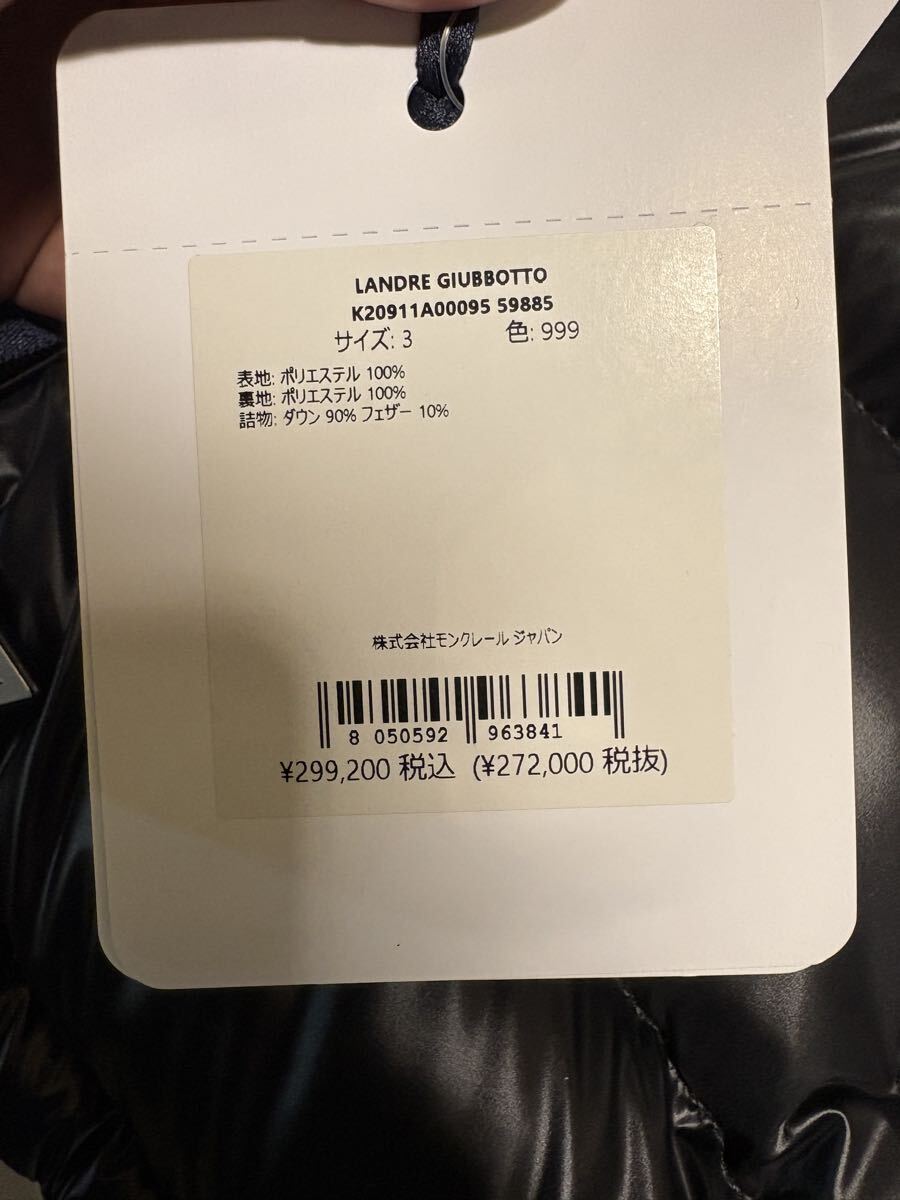 LANDRE GIUBBOTTO
K20911A00095 59885
サイズ: 3 色: 999
表地: ポリエステル 100%
裏地: ポリエステル 100%
詰物: ダウン 90% フェザー 10%
株式会社モンクレール ジャパン
8 050592 963841
¥299,200 税込 (¥272,000 税抜)